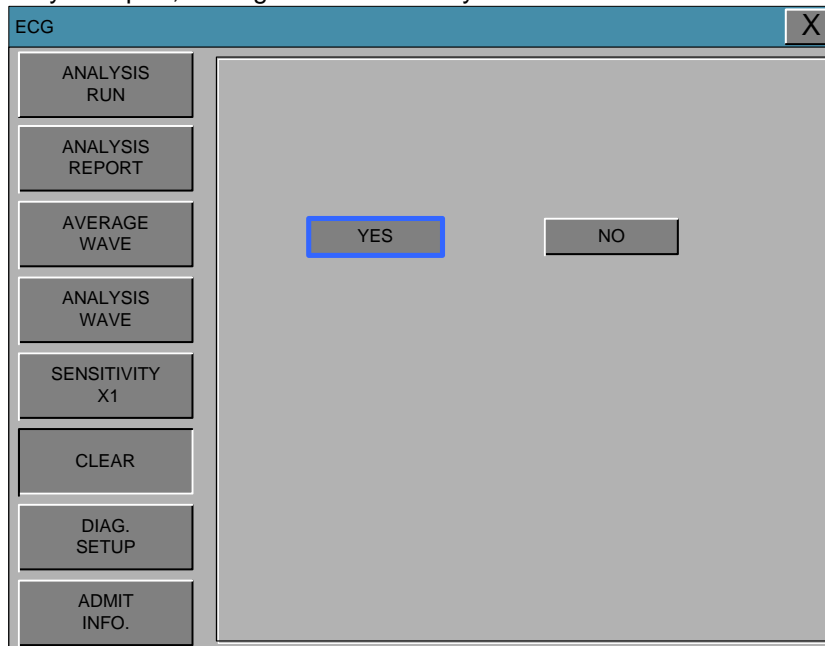 ECG
X
ANALYSIS
RUN
ANALYSIS
REPORT
AVERAGE
WAVE
ANALYSIS
WAVE
SENSITIVITY
X1
CLEAR
DIAG.
SETUP
ADMIT
INFO.
YES
NO